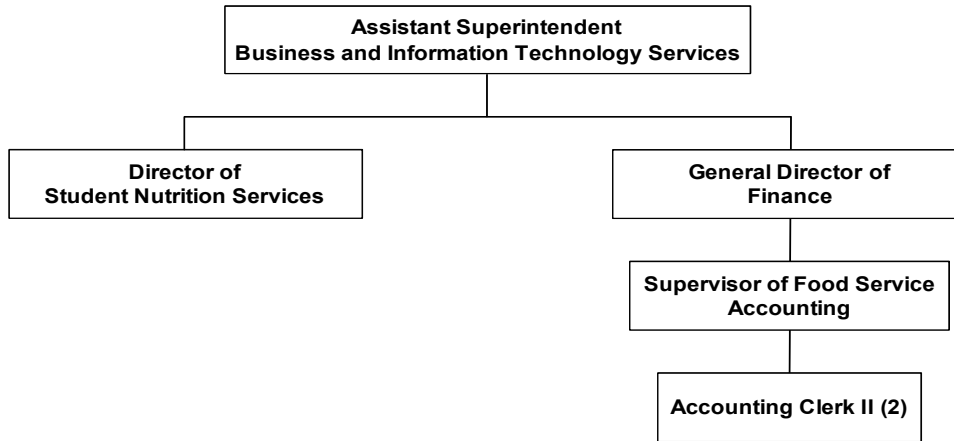 Assistant Superintendent
Business and Information Technology Services
Director of
Student Nutrition Services
General Director of
Finance
Supervisor of Food Service
Accounting
Accounting Clerk II (2)